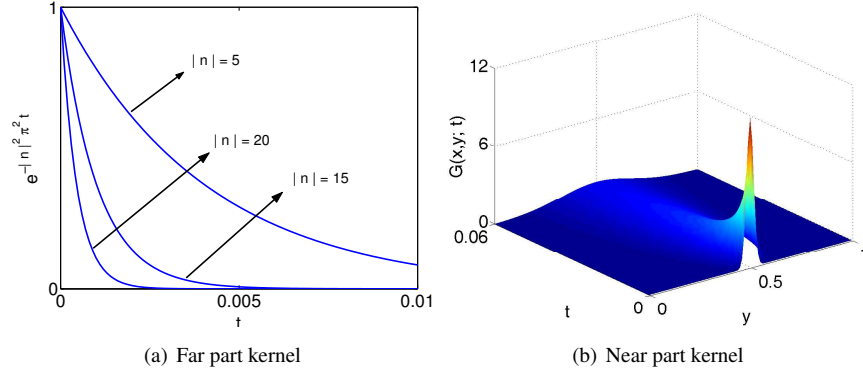 1
0
0 0.005 0.01
t
e^{-|n|^2 π^2 t}
| n | = 5
| n | = 20
| n | = 15
(a) Far part kernel
12
6
0
G(x,y; t)
0.06
t
0 0
0.5
y
(b) Near part kernel